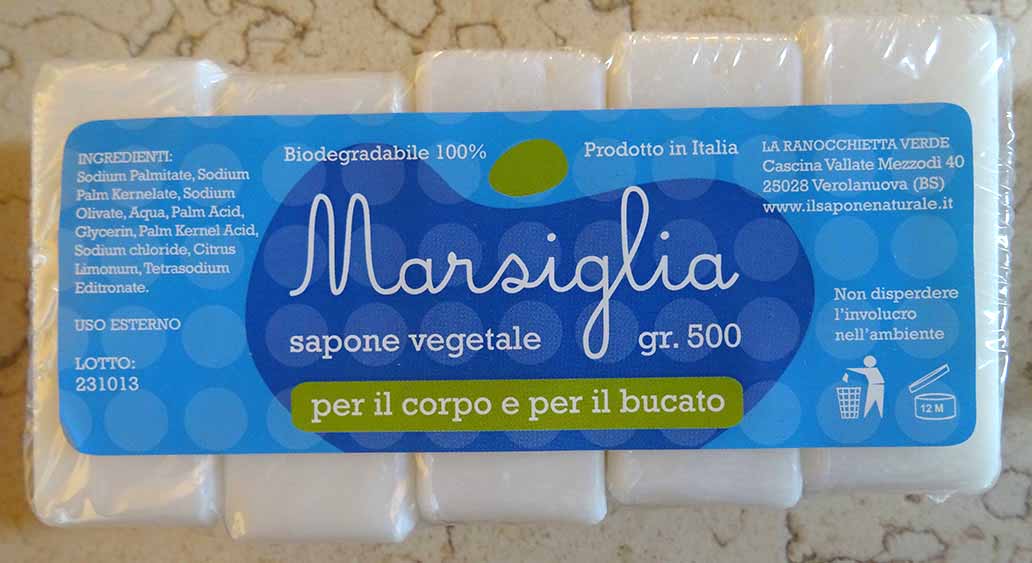 INGREDIENTI:
Sodium Palmitate, Sodium
Palm Kernelate, Sodium
Olivate, Aqua, Palm Acid,
Glycerin, Palm Kernel Acid,
Sodium chloride, Citrus
Limonum, Tetrasodium
Editronate.
USO ESTERNO
LOTTO:
231013
Biodegradabile 100%
Prodotto in Italia
Marsiglia
sapone vegetale
gr. 500
per il corpo e per il bucato
LA RANOCCHIETTA VERDE
Cascina Vallate Mezzodì 40
25028 Verolanuova (BS)
www.ilsaponenaturale.it
Non disperdere
l'involucro
nell'ambiente
12 M